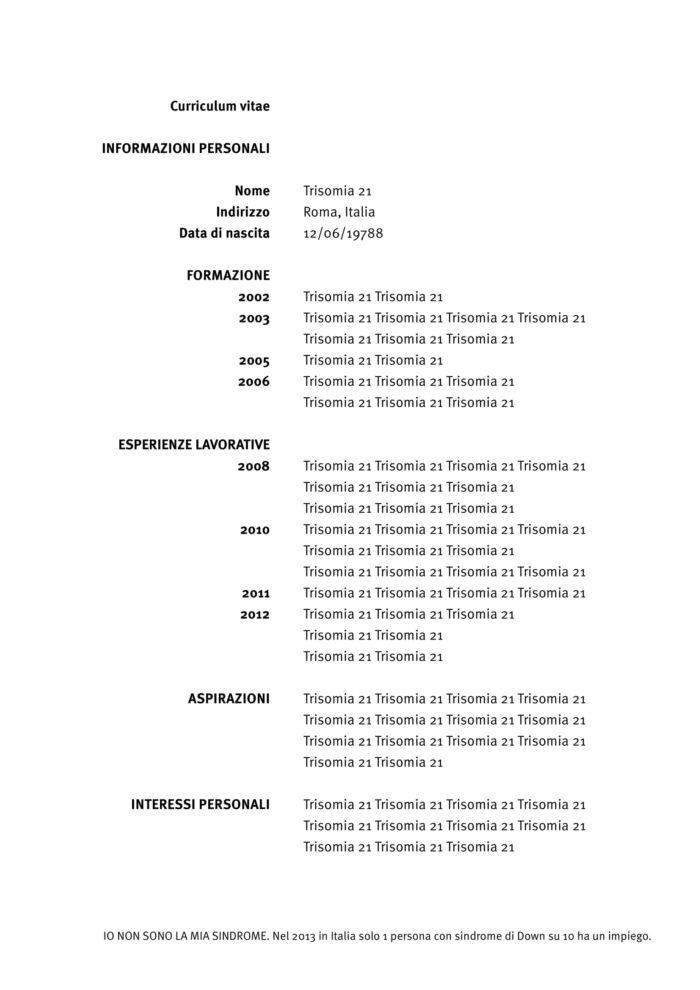 Curriculum vitae
INFORMAZIONI PERSONALI
Nome Trisomia 21
Indirizzo Roma, Italia
Data di nascita 12/06/19788
FORMAZIONE
2002 Trisomia 21 Trisomia 21
2003 Trisomia 21 Trisomia 21 Trisomia 21 Trisomia 21
Trisomia 21 Trisomia 21 Trisomia 21
2005 Trisomia 21 Trisomia 21
2006 Trisomia 21 Trisomia 21 Trisomia 21
Trisomia 21 Trisomia 21 Trisomia 21
ESPERIENZE LAVORATIVE
2008 Trisomia 21 Trisomia 21 Trisomia 21 Trisomia 21
Trisomia 21 Trisomia 21 Trisomia 21
Trisomia 21 Trisomia 21 Trisomia 21
2010 Trisomia 21 Trisomia 21 Trisomia 21 Trisomia 21
Trisomia 21 Trisomia 21 Trisomia 21
Trisomia 21 Trisomia 21 Trisomia 21 Trisomia 21
2011 Trisomia 21 Trisomia 21 Trisomia 21 Trisomia 21
2012 Trisomia 21 Trisomia 21 Trisomia 21
Trisomia 21 Trisomia 21
Trisomia 21 Trisomia 21
ASPIRAZIONI Trisomia 21 Trisomia 21 Trisomia 21 Trisomia 21
Trisomia 21 Trisomia 21 Trisomia 21 Trisomia 21
Trisomia 21 Trisomia 21 Trisomia 21 Trisomia 21
Trisomia 21 Trisomia 21
INTERESSI PERSONALI Trisomia 21 Trisomia 21 Trisomia 21 Trisomia 21
Trisomia 21 Trisomia 21 Trisomia 21 Trisomia 21
Trisomia 21 Trisomia 21 Trisomia 21
IO NON SONO LA MIA SINDROME. Nel 2013 in Italia solo 1 persona con sindrome di Down su 10 ha un impiego.